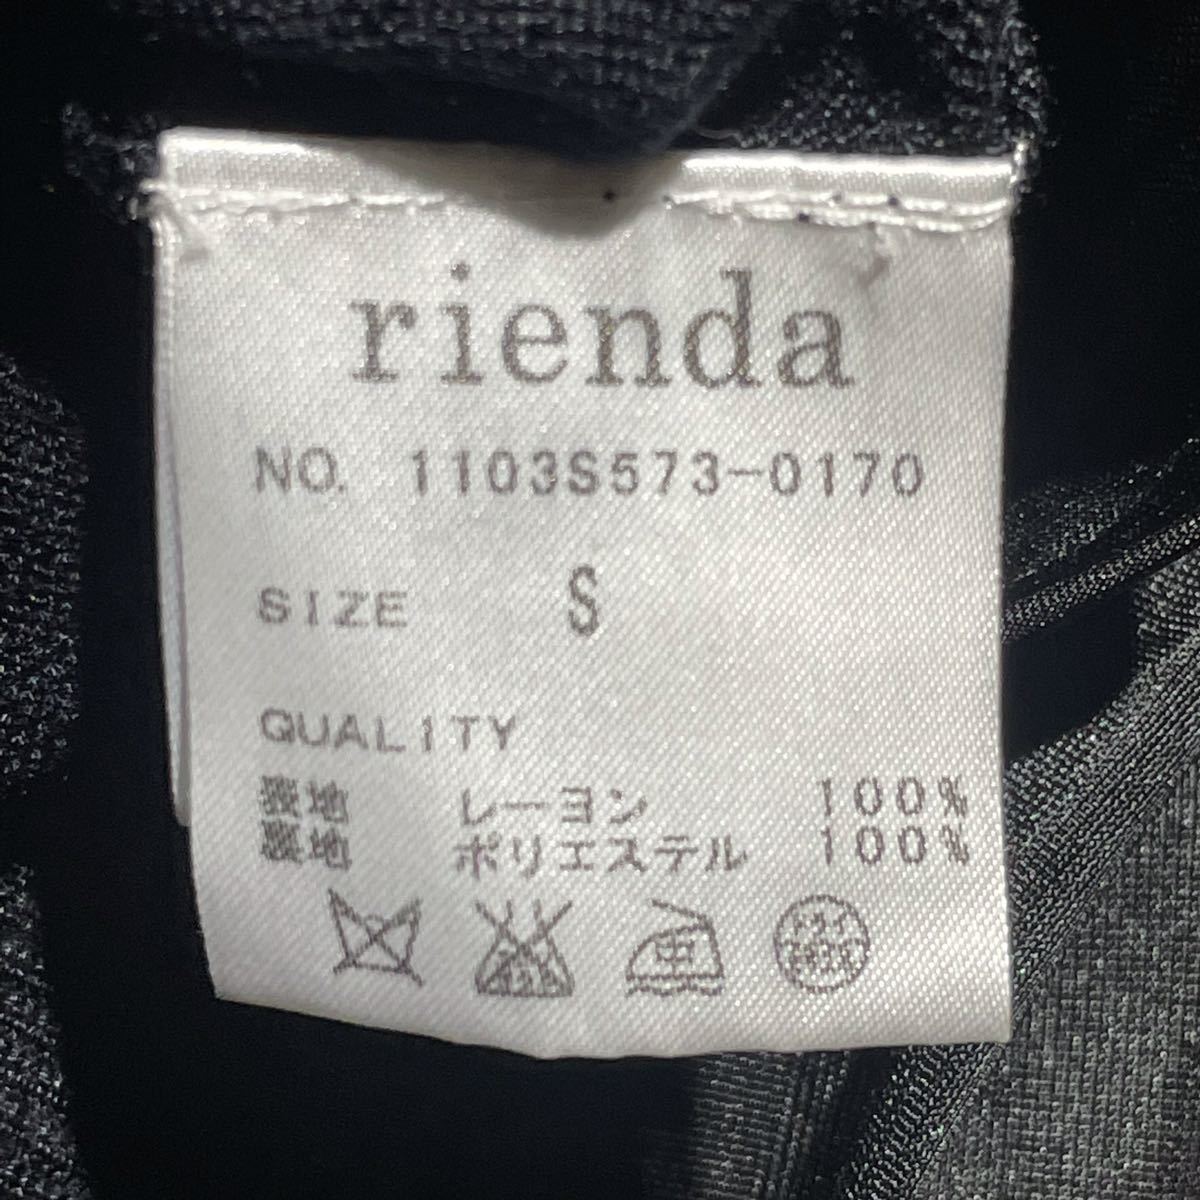 rienda
NO. 1103S573-0170
SIZE S
QUALITY
表地 レーヨン 100%
裏地 ポリエステル 100%
中